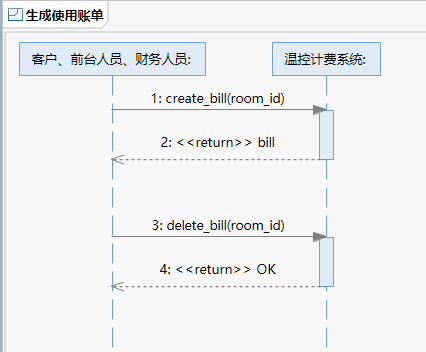 生成使用账单
客户、前台人员、财务人员:
温控计费系统:
1: create_bill(room_id)
2: <<return>> bill
3: delete_bill(room_id)
4: <<return>> OK